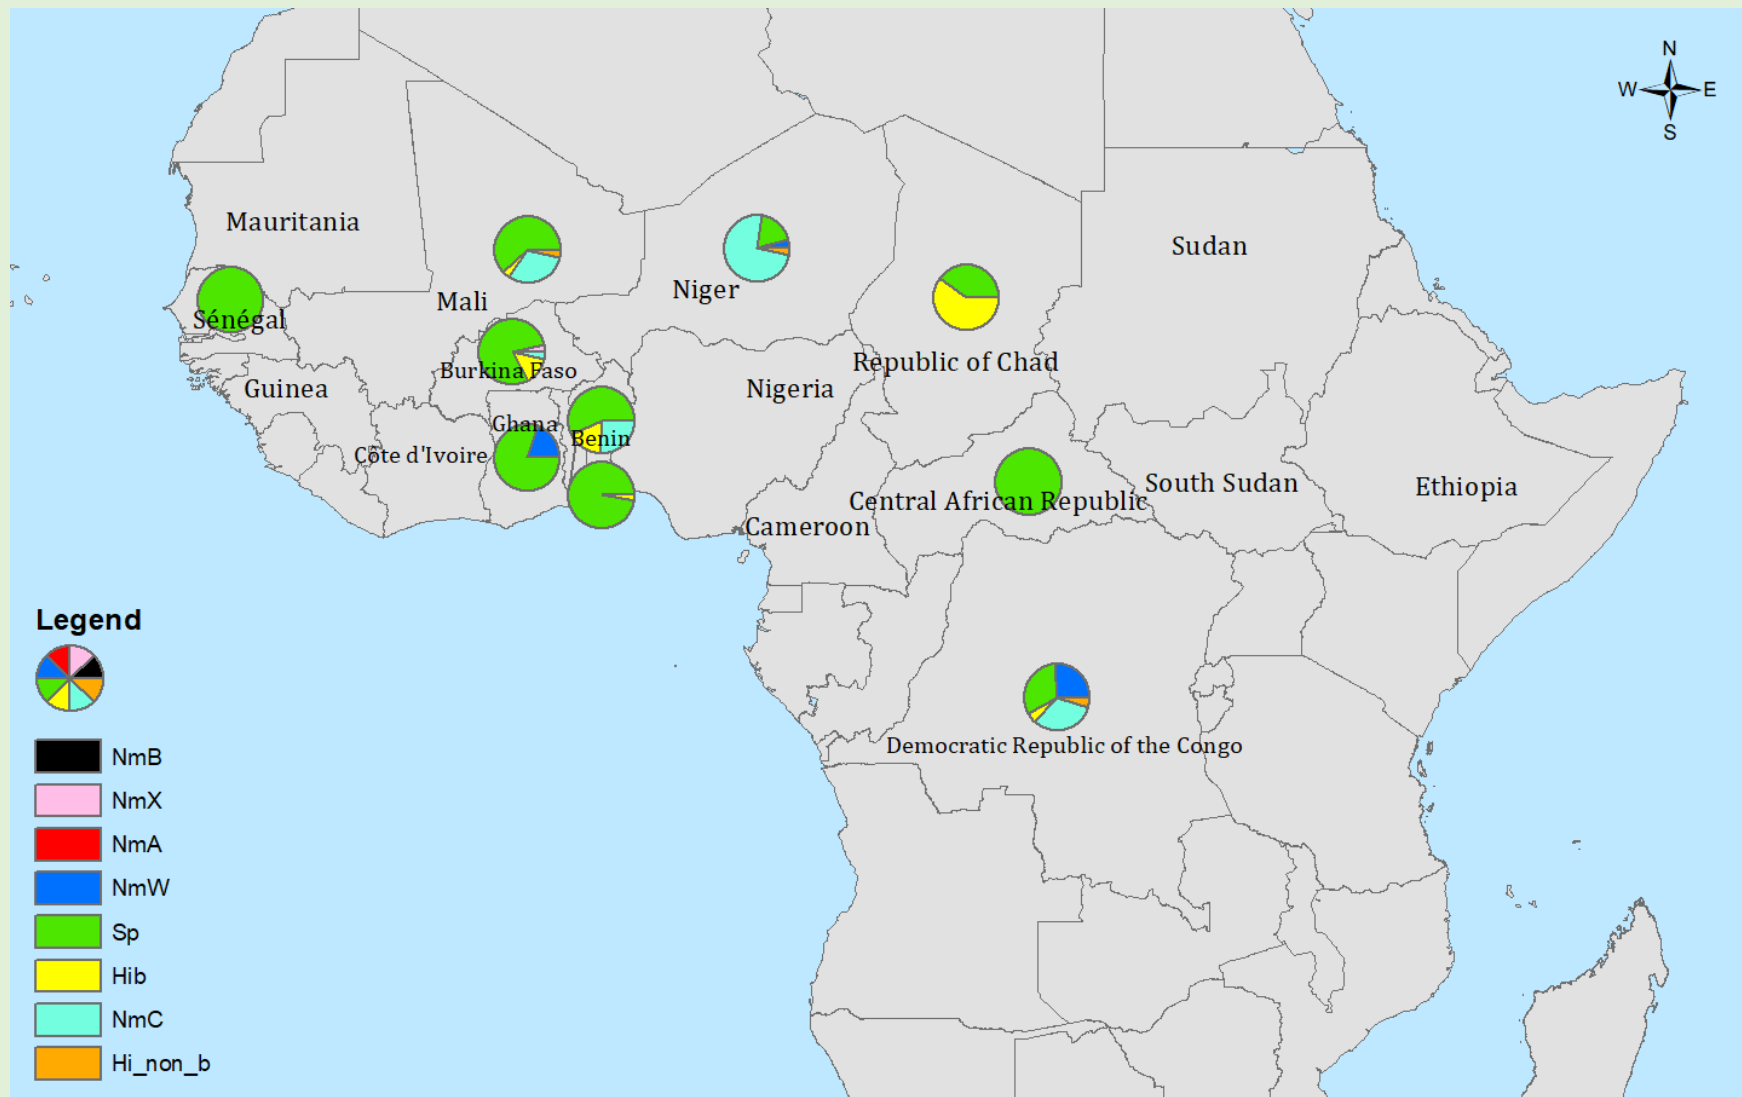 N
W E
S
Mauritania
Sudan
Niger
Mali
Sénégal
Republic of Chad
Burkina Faso
Guinea
Nigeria
Ghana
Benin
Côte d'Ivoire
South Sudan
Ethiopia
Central African Republic
Cameroon
Democratic Republic of the Congo
Legend
NmB
NmX
NmA
NmW
Sp
Hib
NmC
Hi_non_b